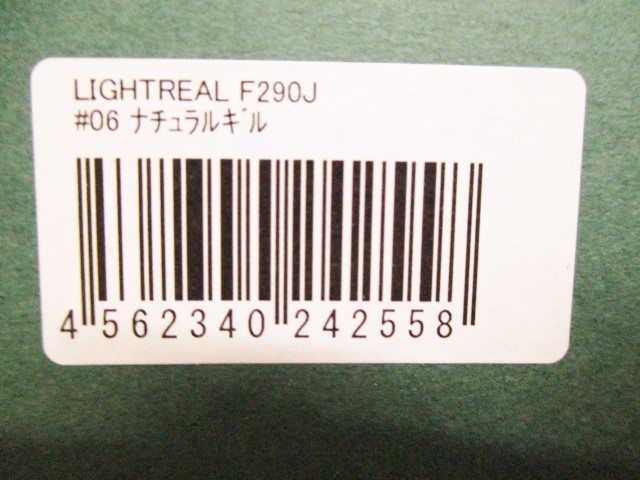 LIGHTREAL F290J
#06 ﾅﾁｭﾗﾙｷﾞﾙ
4 562340 242558